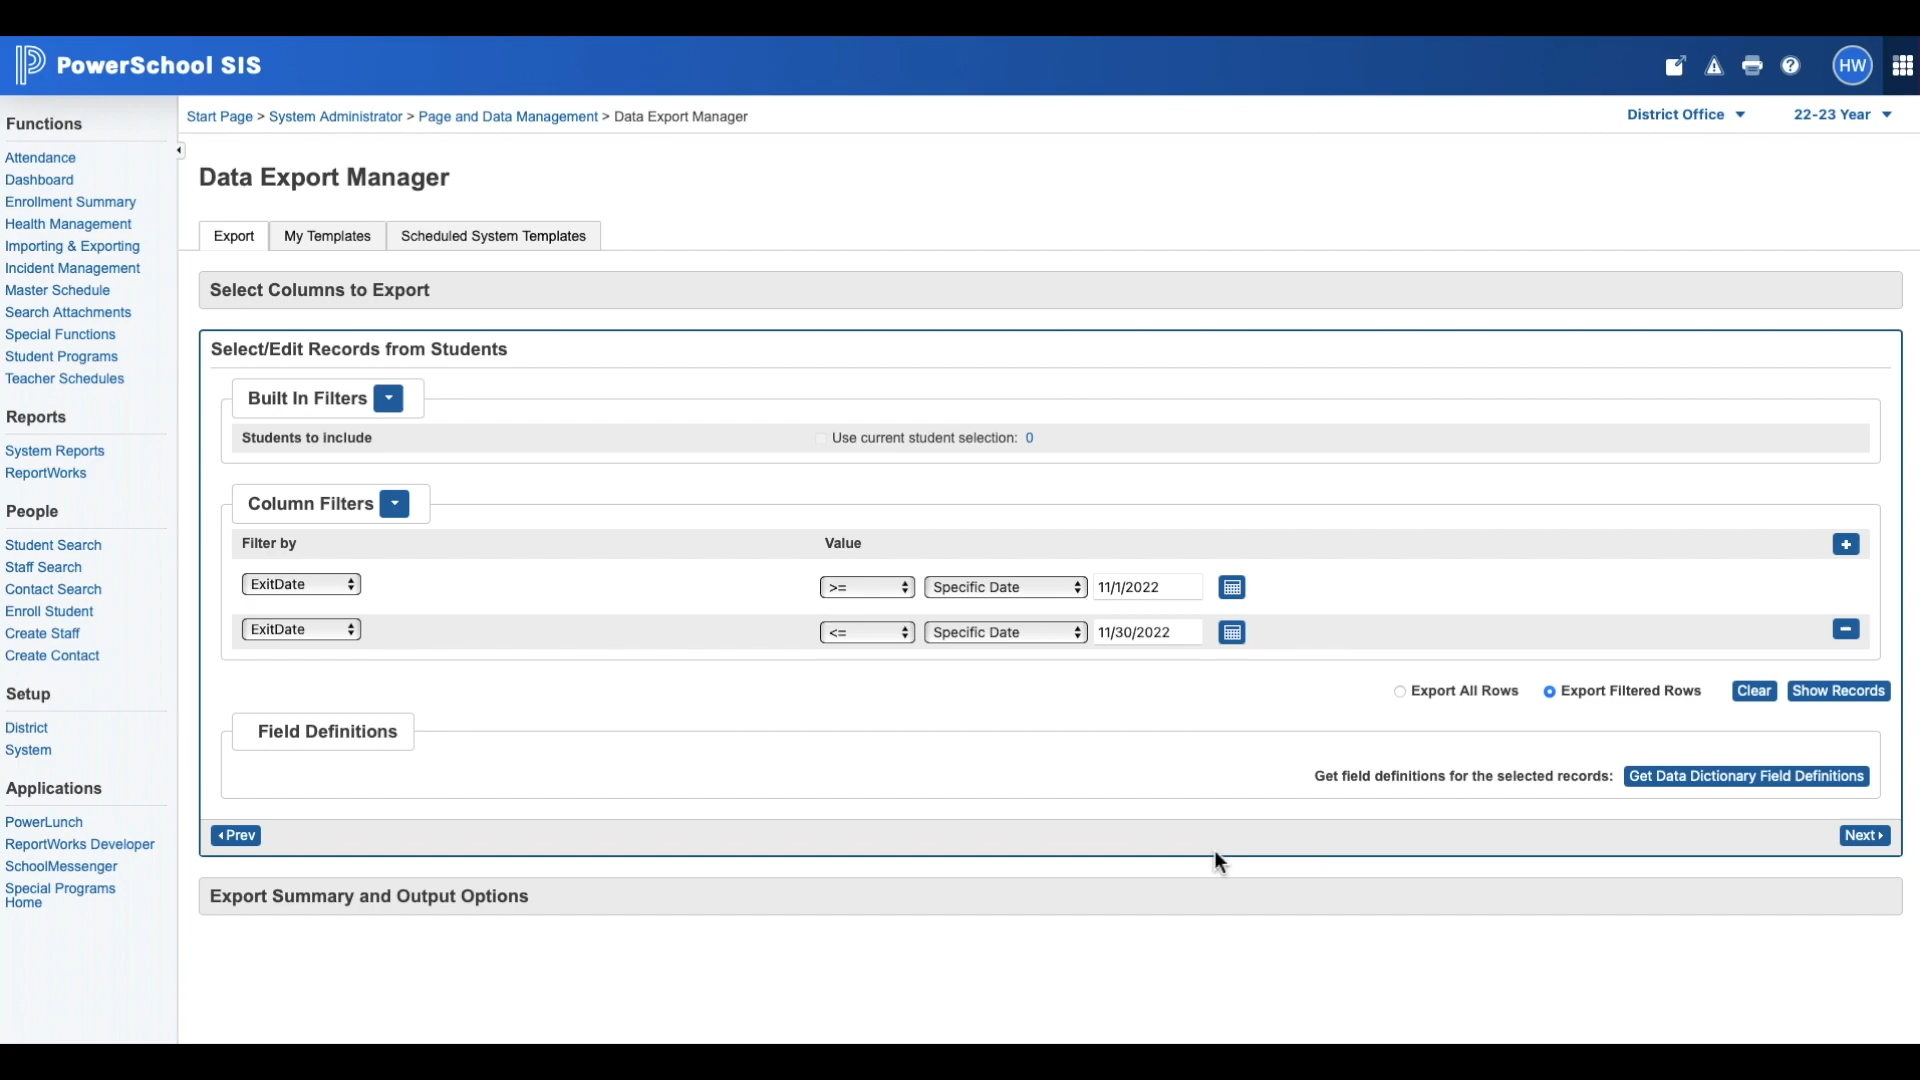 PowerSchool SIS
HW
Start Page > System Administrator > Page and Data Management > Data Export Manager
District Office
22-23 Year
Functions
Attendance
Dashboard
Enrollment Summary
Health Management
Importing & Exporting
Incident Management
Master Schedule
Search Attachments
Special Functions
Student Programs
Teacher Schedules
Reports
System Reports
ReportWorks
People
Student Search
Staff Search
Contact Search
Enroll Student
Create Staff
Create Contact
Setup
District
System
Applications
PowerLunch
ReportWorks Developer
SchoolMessenger
Special Programs
Home
Data Export Manager
Export
My Templates
Scheduled System Templates
Select Columns to Export
Select/Edit Records from Students
Built In Filters
Students to include
Use current student selection: 0
Column Filters
Filter by
Value
ExitDate
>=
Specific Date
11/1/2022
ExitDate
<=
Specific Date
11/30/2022
Export All Rows
Export Filtered Rows
Clear
Show Records
Field Definitions
Get field definitions for the selected records:
Get Data Dictionary Field Definitions
Prev
Next
Export Summary and Output Options